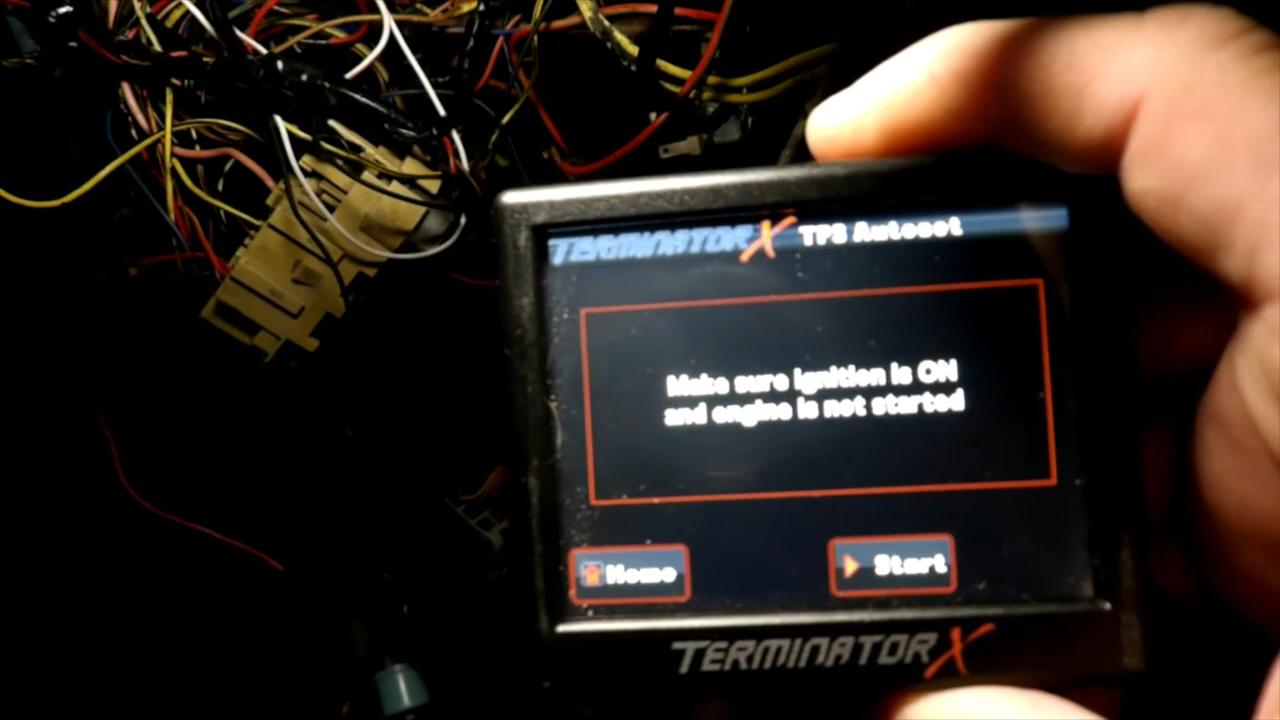 TERMINATOR X TPS Autoset
Make sure ignition is ON
and engine is not started
Home
Start
TERMINATOR X